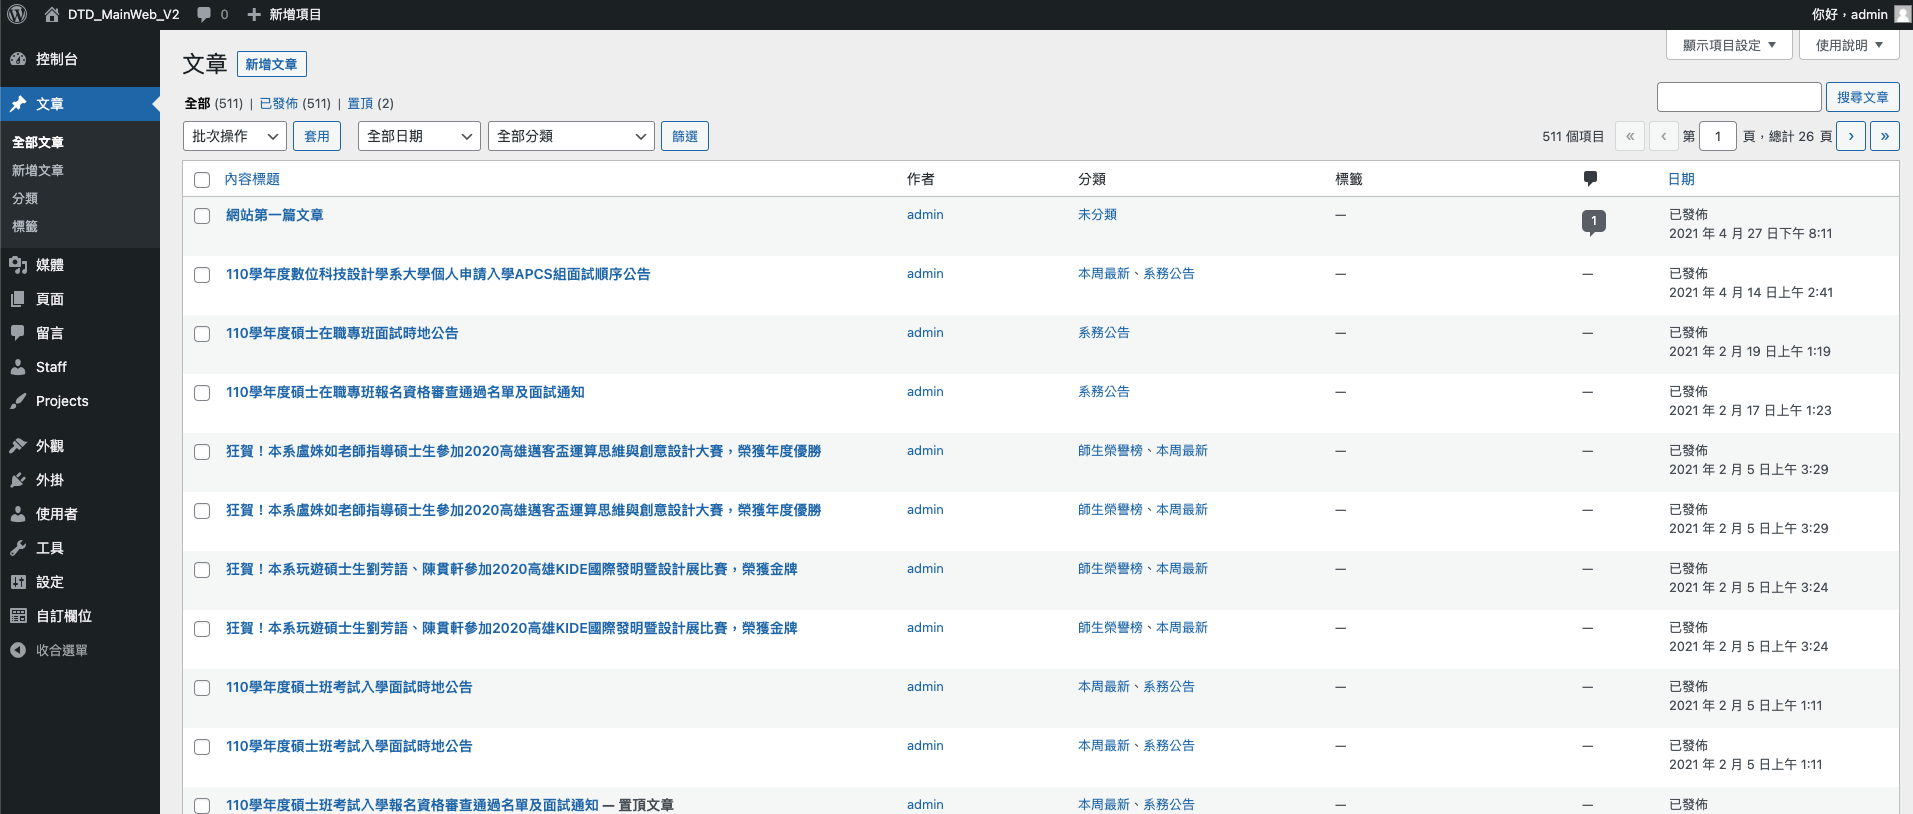 DTD_MainWeb_V2 0 新增項目 你好，admin
顯示項目設定 使用說明
控制台
文章
全部文章
新增文章
分類
標籤
媒體
頁面
留言
Staff
Projects
外觀
外掛
使用者
工具
設定
自訂欄位
收合選單
文章 新增文章
全部 (511) | 已發佈 (511) | 置頂 (2)
搜尋文章
批次操作 套用 全部日期 全部分類 篩選 511 個項目 « ‹ 第 1 頁，總計 26 頁 › »
內容標題 作者 分類 標籤 日期
網站第一篇文章 admin 未分類 — 1 已發佈
2021 年 4 月 27 日下午 8:11
110學年度數位科技設計學系大學個人申請入學APCS組面試順序公告 admin 本周最新、系務公告 — — 已發佈
2021 年 4 月 14 日上午 2:41
110學年度碩士在職專班面試時地公告 admin 系務公告 — — 已發佈
2021 年 2 月 19 日上午 1:19
110學年度碩士在職專班報名資格審查通過名單及面試通知 admin 系務公告 — — 已發佈
2021 年 2 月 17 日上午 1:23
狂賀！本系盧姝如老師指導碩士生參加2020高雄邁客盃運算思維與創意設計大賽，榮獲年度優勝 admin 師生榮譽榜、本周最新 — — 已發佈
2021 年 2 月 5 日上午 3:29
狂賀！本系盧姝如老師指導碩士生參加2020高雄邁客盃運算思維與創意設計大賽，榮獲年度優勝 admin 師生榮譽榜、本周最新 — — 已發佈
2021 年 2 月 5 日上午 3:29
狂賀！本系玩遊碩士生劉芳語、陳貫軒參加2020高雄KIDE國際發明暨設計展比賽，榮獲金牌 admin 師生榮譽榜、本周最新 — — 已發佈
2021 年 2 月 5 日上午 3:24
狂賀！本系玩遊碩士生劉芳語、陳貫軒參加2020高雄KIDE國際發明暨設計展比賽，榮獲金牌 admin 師生榮譽榜、本周最新 — — 已發佈
2021 年 2 月 5 日上午 3:24
110學年度碩士班考試入學面試時地公告 admin 本周最新、系務公告 — — 已發佈
2021 年 2 月 5 日上午 1:11
110學年度碩士班考試入學面試時地公告 admin 本周最新、系務公告 — — 已發佈
2021 年 2 月 5 日上午 1:11
110學年度碩士班考試入學報名資格審查通過名單及面試通知 — 置頂文章 admin 本周最新、系務公告 — — 已發佈